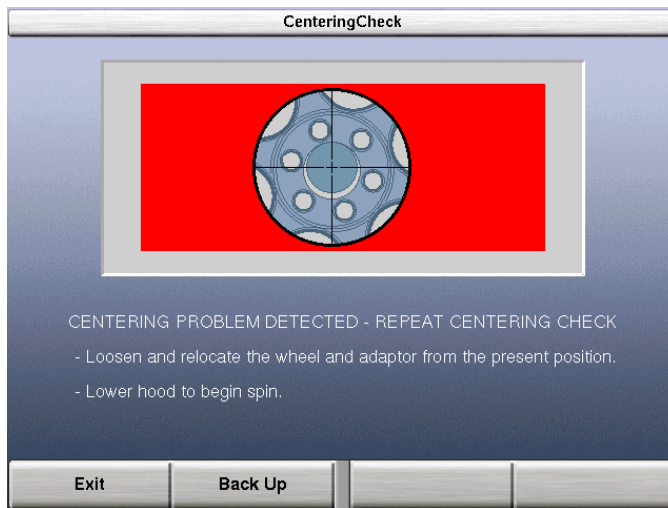 CenteringCheck
CENTERING PROBLEM DETECTED - REPEAT CENTERING CHECK
- Loosen and relocate the wheel and adaptor from the present position.
- Lower hood to begin spin.
Exit
Back Up